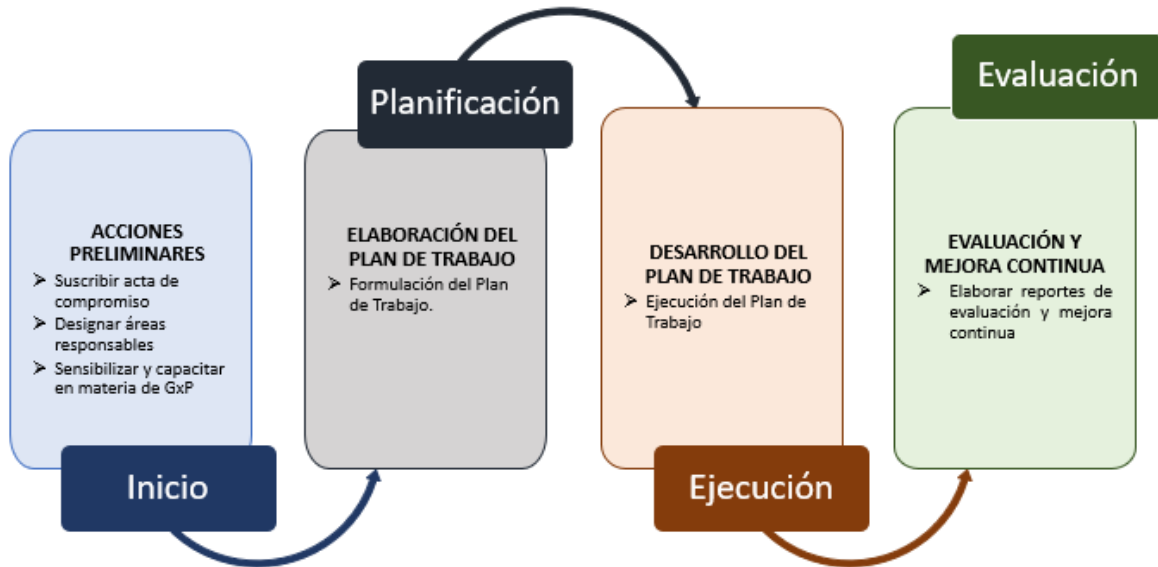 ACCIONES
PRELIMINARES
➢ Suscribir acta de
compromiso
➢ Designar áreas
responsables
➢ Sensibilizar y capacitar
en materia de GxP
Inicio
Planificación
ELABORACIÓN DEL
PLAN DE TRABAJO
➢ Formulación del Plan
de Trabajo.
DESARROLLO DEL
PLAN DE TRABAJO
➢ Ejecución del Plan de
Trabajo
Ejecución
Evaluación
EVALUACIÓN Y
MEJORA CONTINUA
➢ Elaborar reportes de
evaluación y mejora
continua